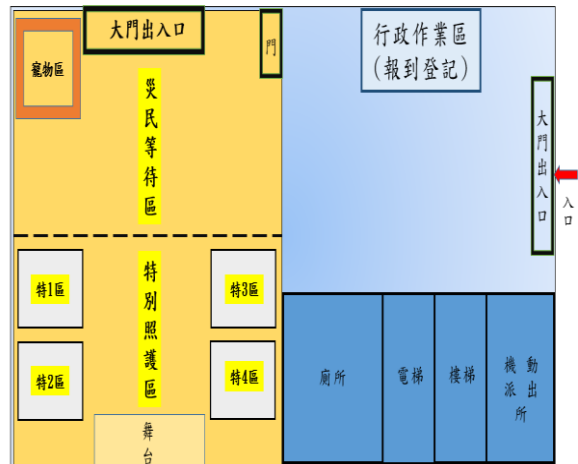 大門出入口
門
寵物區
災民等待區
行政作業區
(報到登記)
大門出入口
入口
特1區
特別照護區
特3區
特2區
特4區
舞台
廁所
電梯
樓梯
機動
派出所